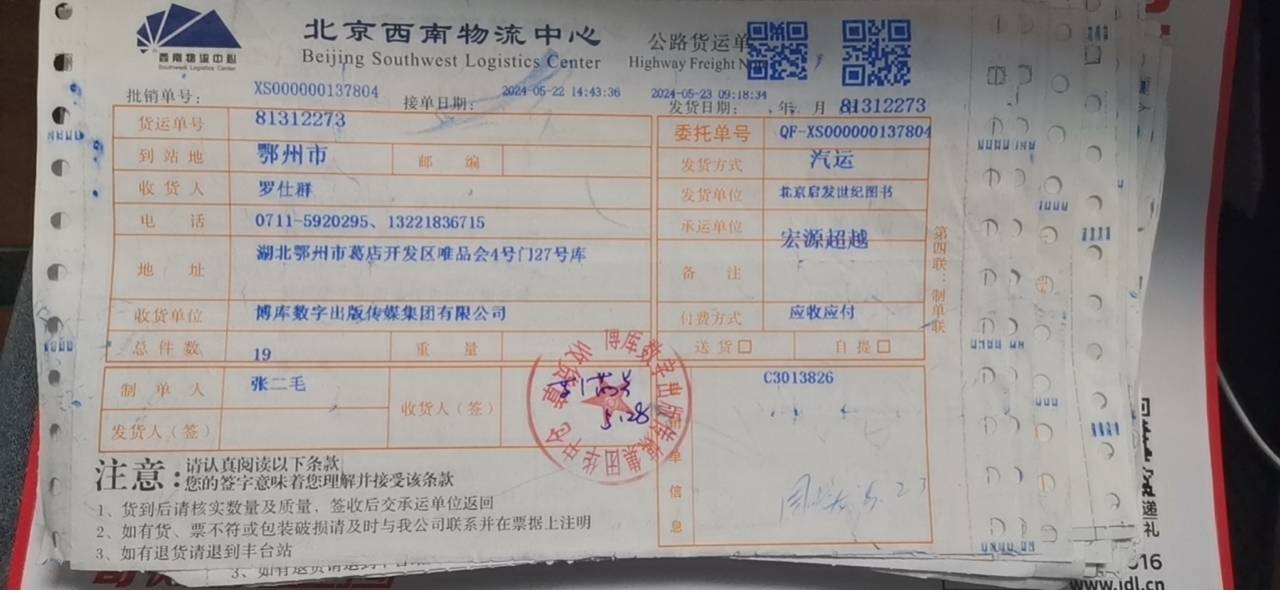 北京西南物流中心
西南物流中心
Southwest Logistics Center
Beijing Southwest Logistics Center
公路货运单
Highway Freight
批销单号： XS000000137804
接单日期： 2024-05-22 14:43:36
2024-05-23 09:18:34
发货日期： 年 月 81312273
货运单号 81312273
委托单号 QF-XS000000137804
到站地 鄂州市 邮编
发货方式 汽运
收货人 罗仕群
发货单位 北京启发世纪图书
电话 0711-5920295、13221836715
承运单位 宏源超越
地址 湖北鄂州市葛店开发区唯品会4号门27号库
备注
收货单位 博库数字出版传媒集团有限公司
付费方式 应收应付
总件数 19 重量
送货□ 自提□
制单人 张二毛
收货人（签） 5.28
C3013826
发货人（签）
单信息
第四联：制单联
注意：请认真阅读以下条款
您的签字意味着您理解并接受该条款
1、货到后请核实数量及质量，签收后交承运单位返回
2、如有货、票不符或包装破损请及时与我公司联系并在票据上注明
3、如有退货请退到丰台站
3、如有退货请退到
递
礼
www.jdl.cn